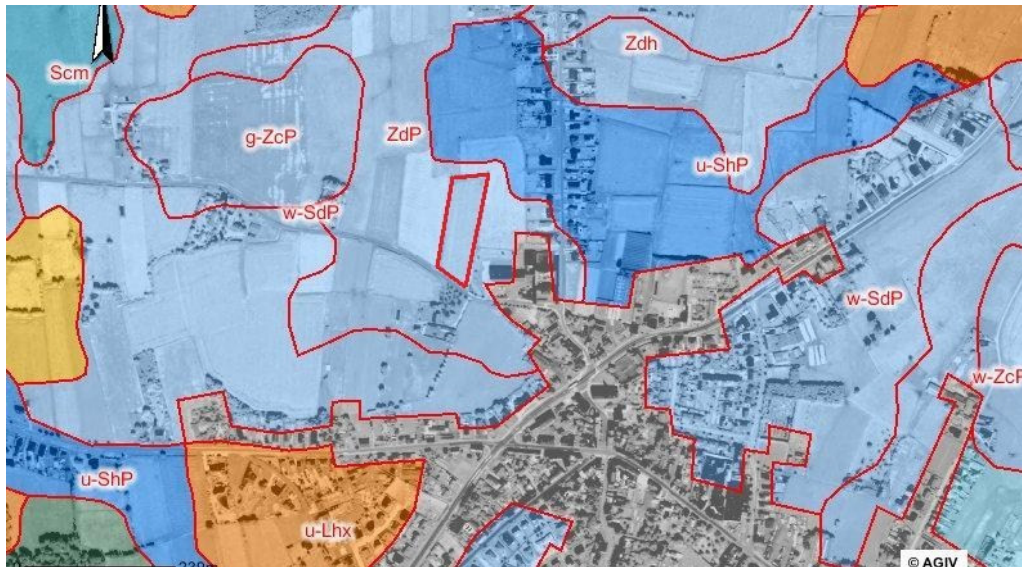 Zdh
Scm
g-ZcP
ZdP
u-ShP
w-SdP
w-SdP
w-ZcP
u-ShP
u-Lhx
© AGIV